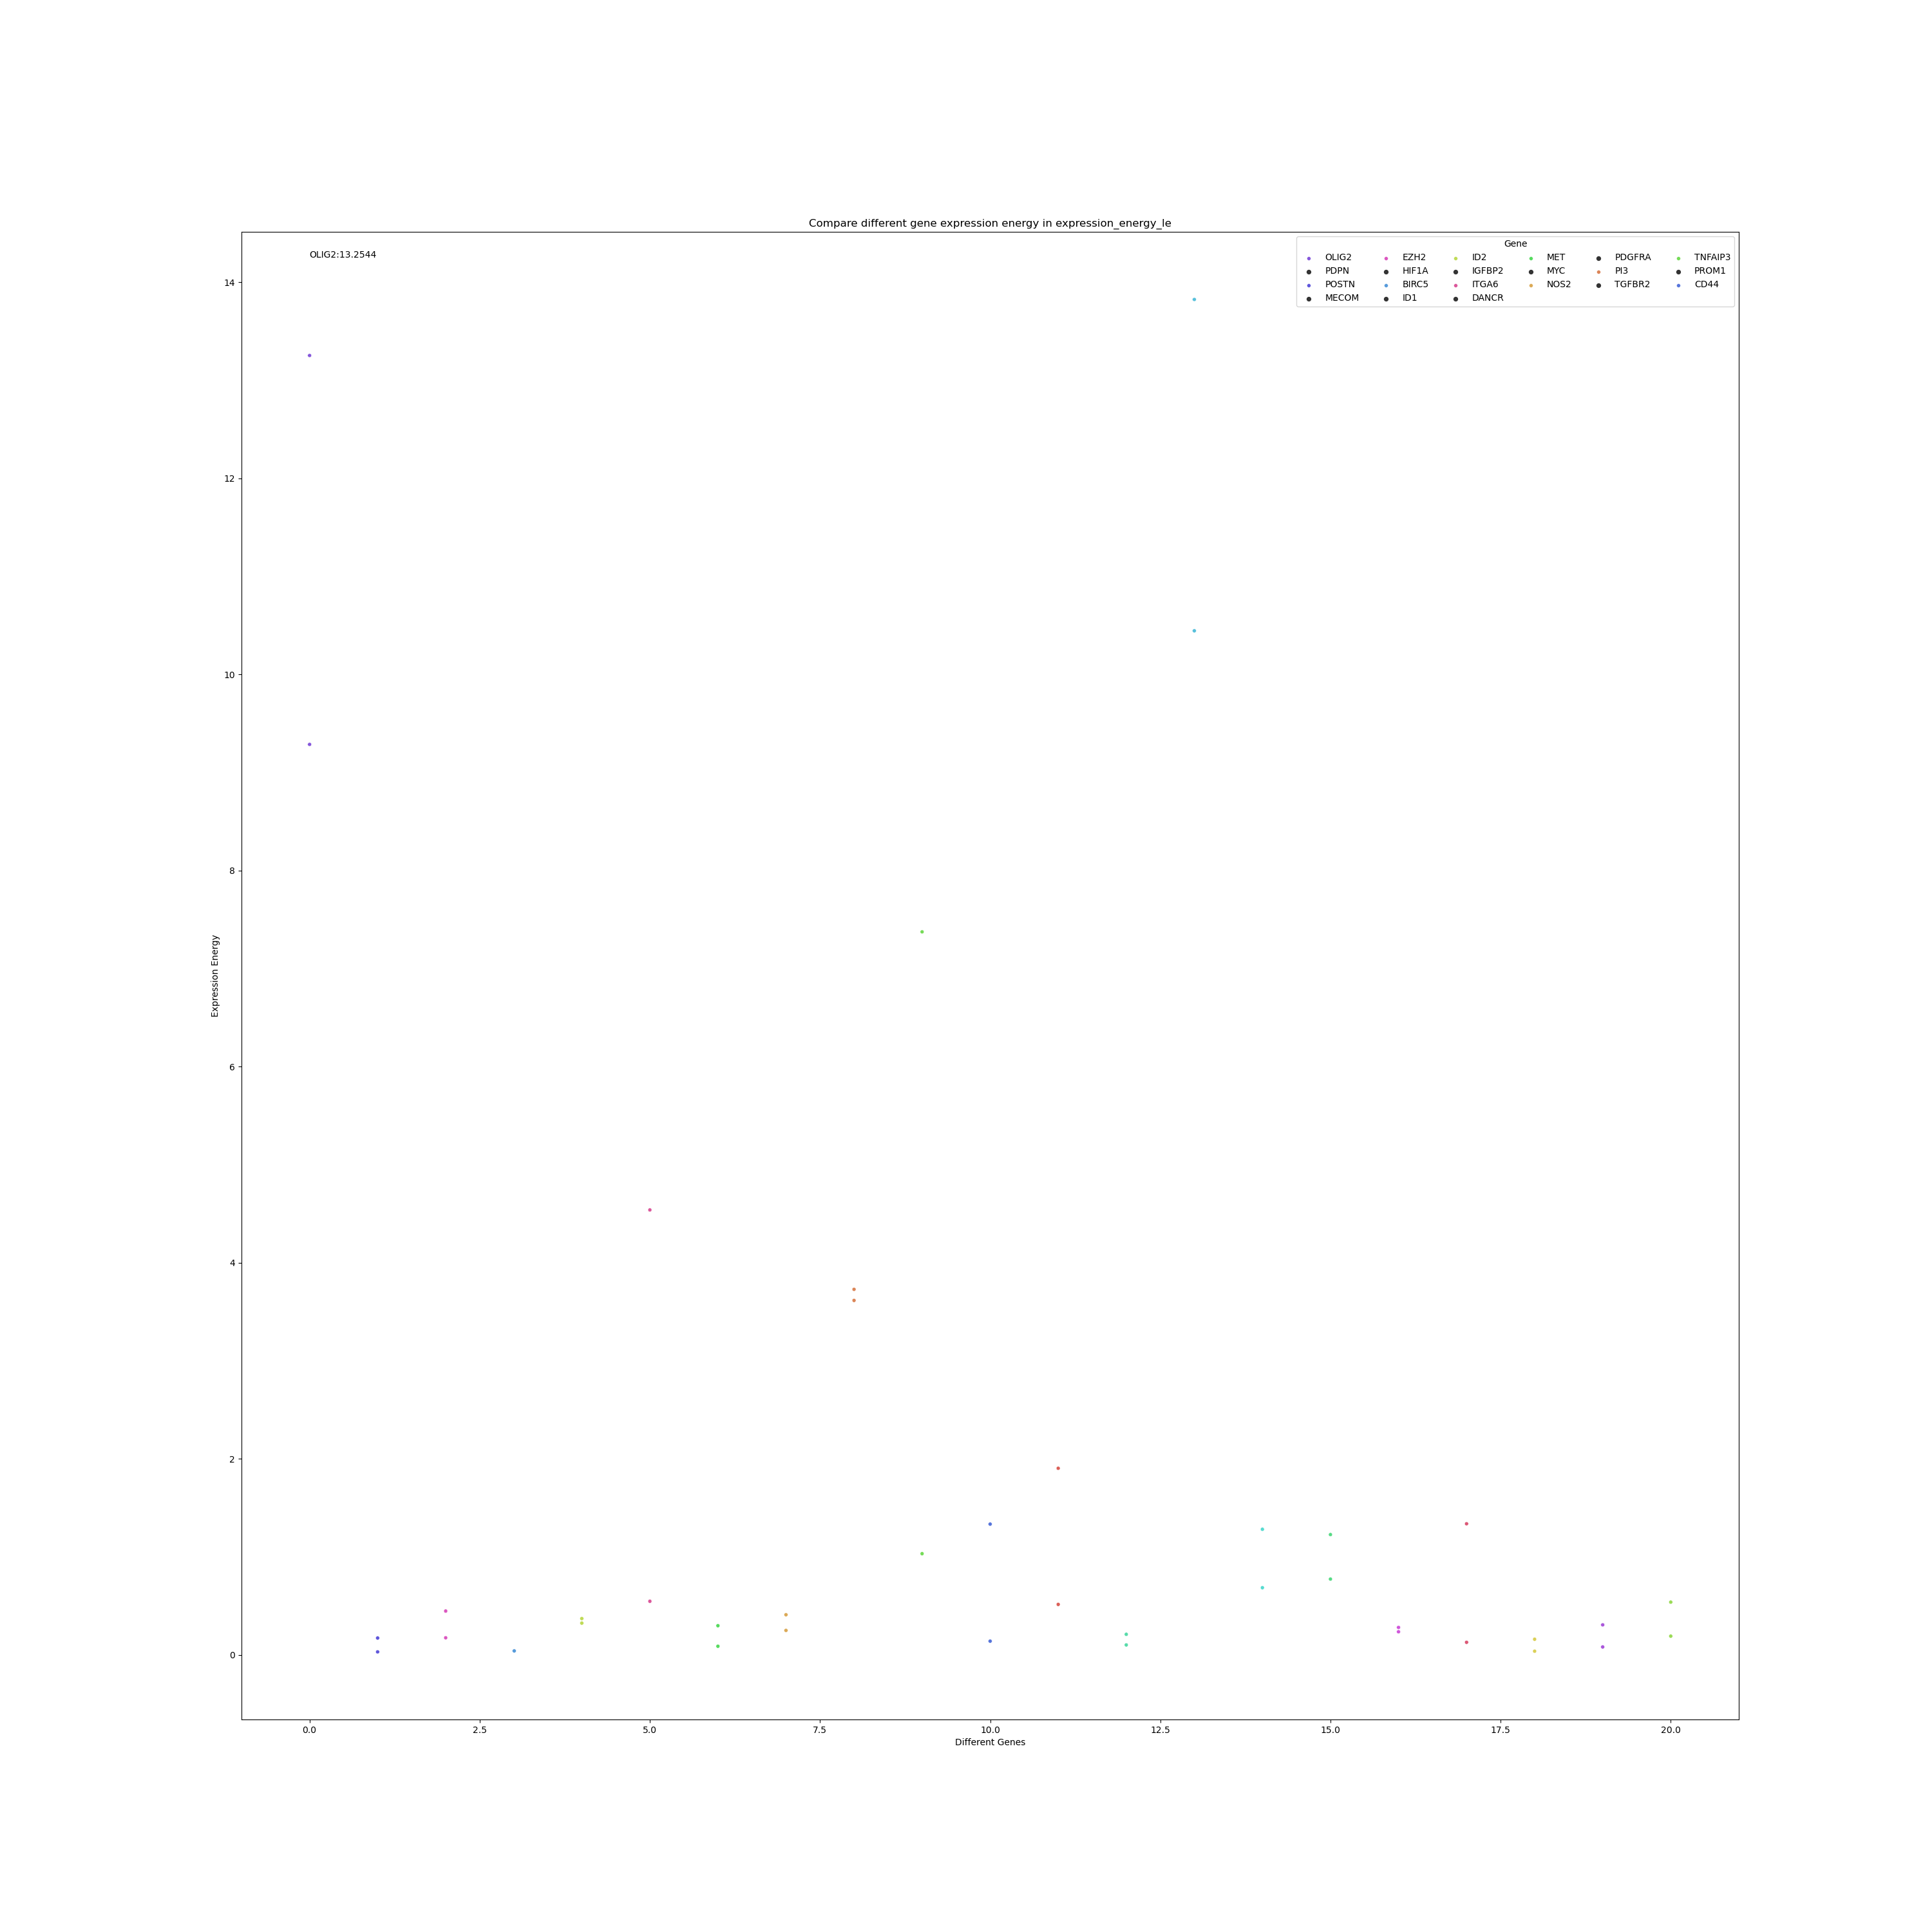 Compare different gene expression energy in expression_energy_le
OLIG2:13.2544
Gene
OLIG2 EZH2 ID2 MET PDGFRA TNFAIP3
PDPN HIF1A IGFBP2 MYC PI3 PROM1
POSTN BIRC5 ITGA6 NOS2 TGFBR2 CD44
MECOM ID1 DANCR
14
12
10
8
6
4
2
0
Expression Energy
0.0 2.5 5.0 7.5 10.0 12.5 15.0 17.5 20.0
Different Genes